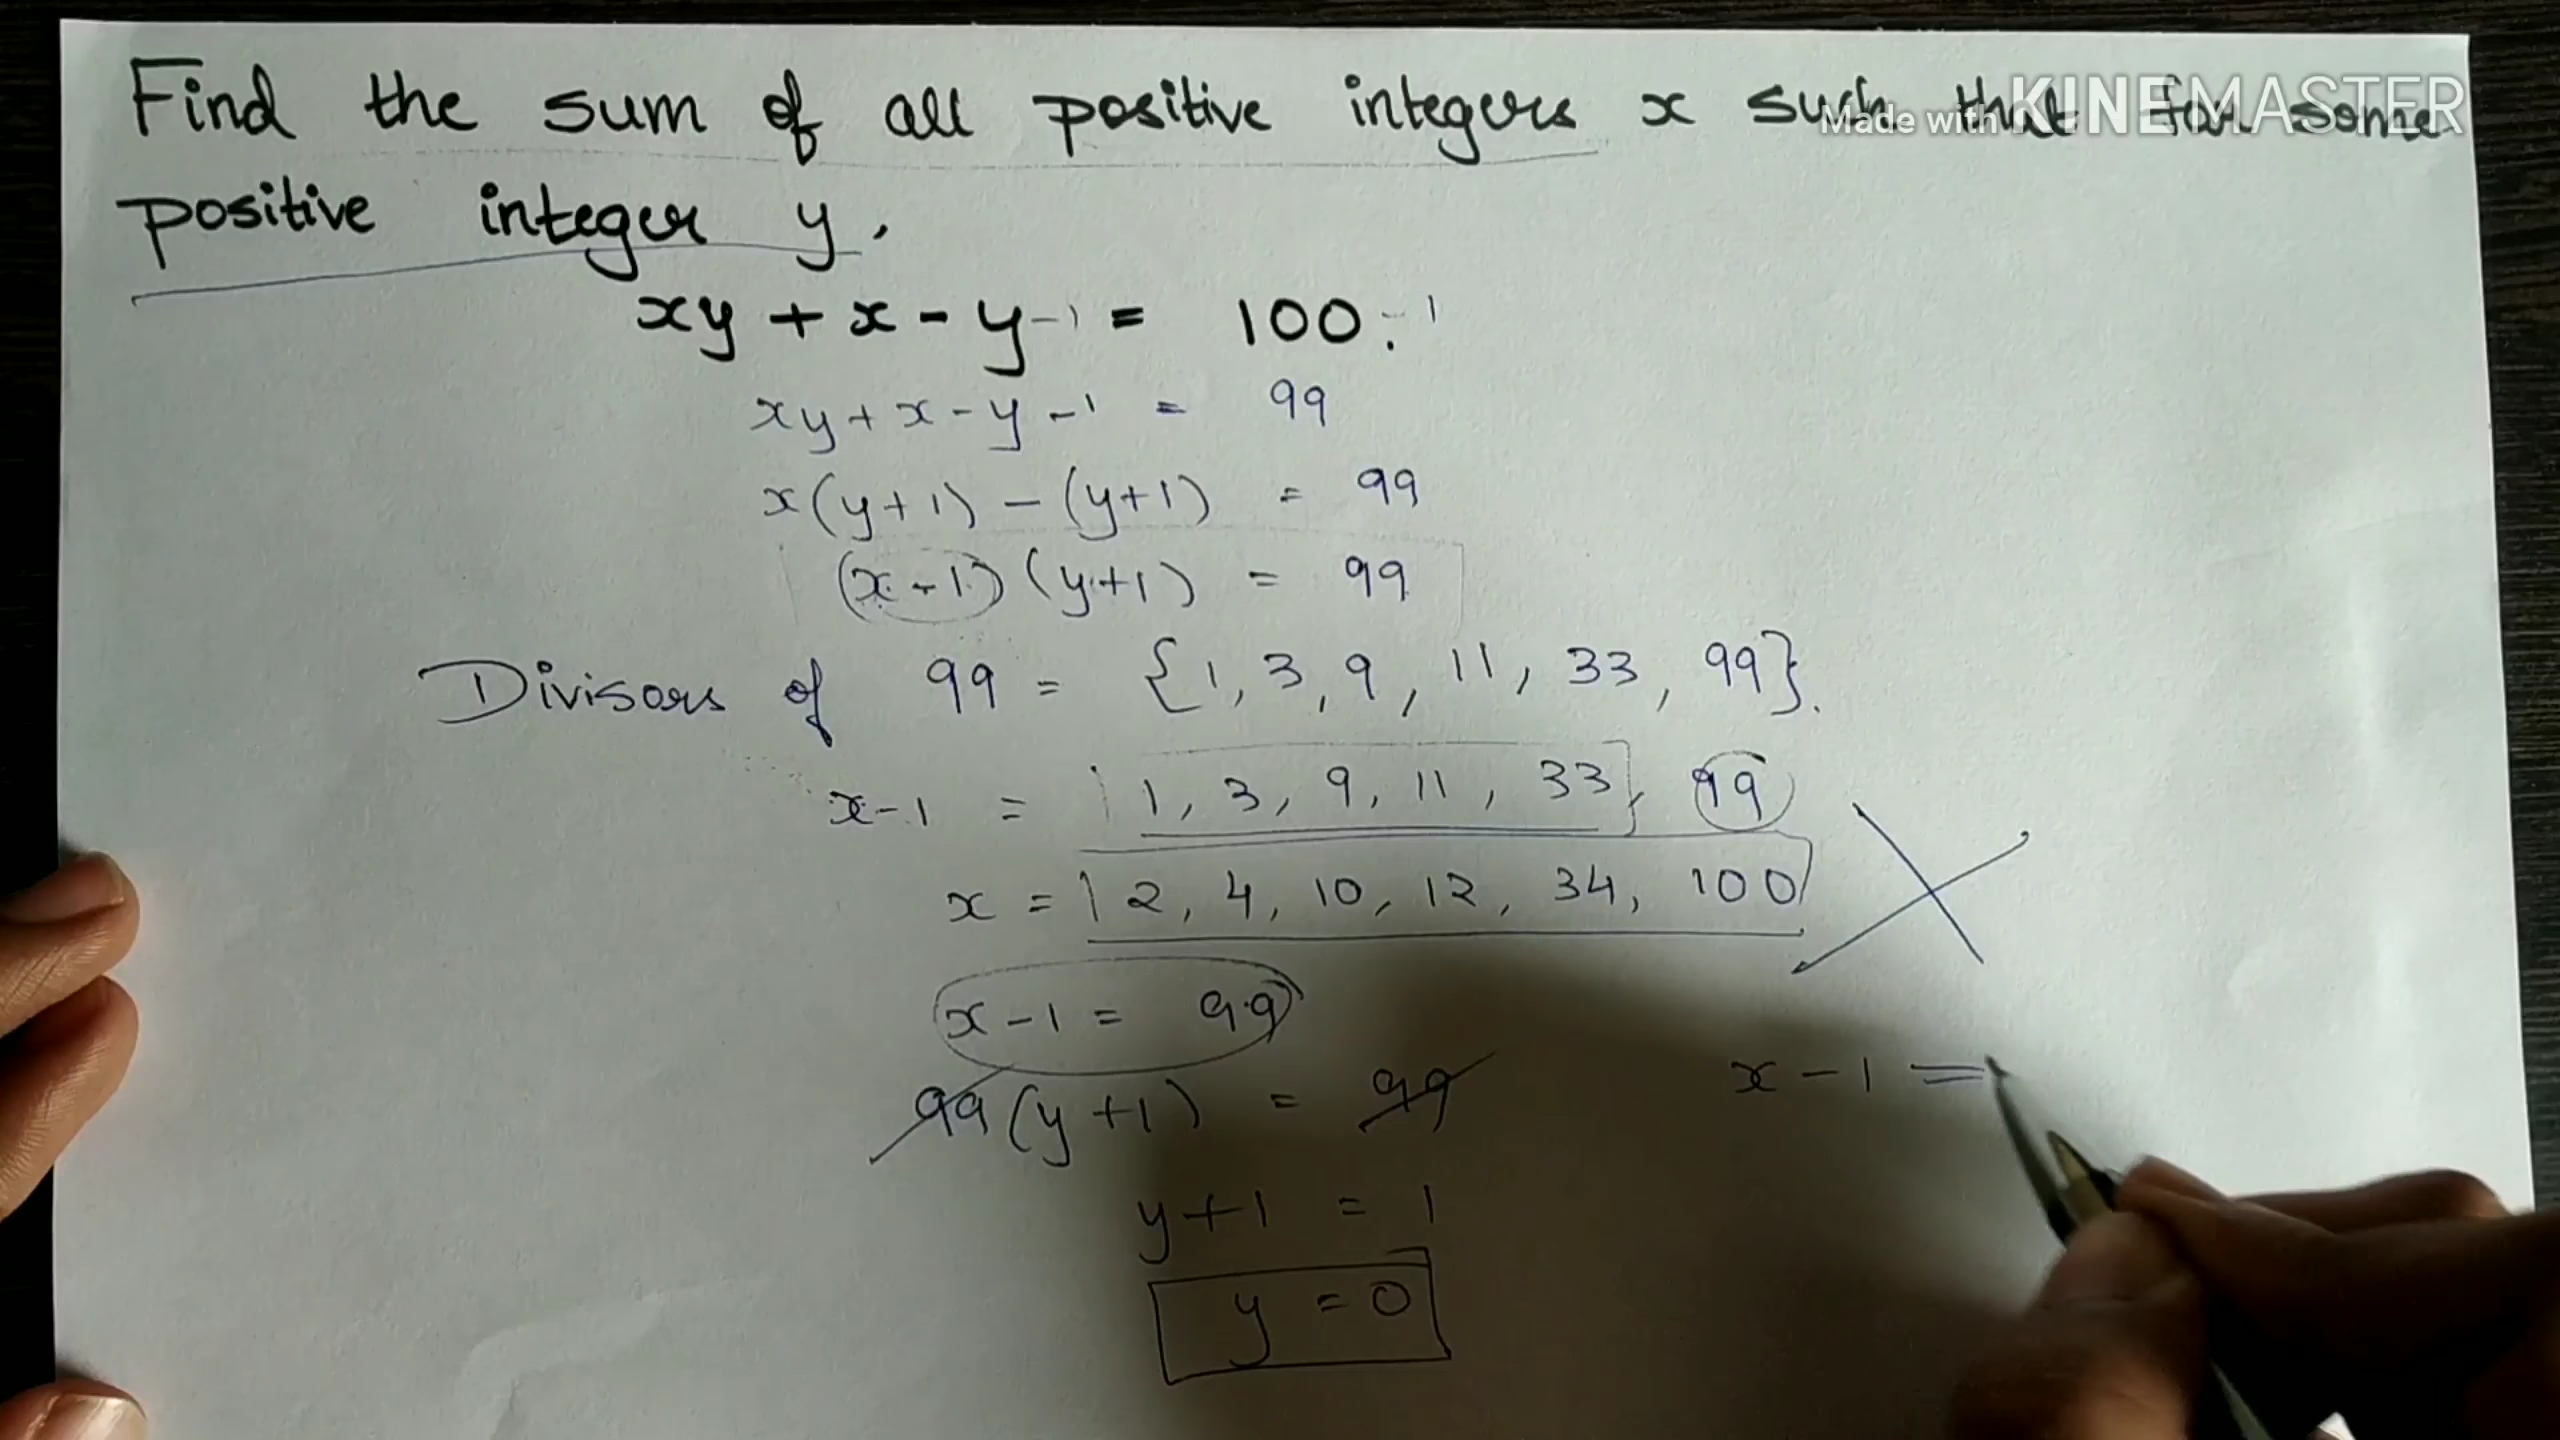 Find the sum of all positive integers x such that for some
Made with KINEMASTER
positive integer y,
xy + x - y - 1 = 100. - 1
xy + x - y - 1 = 99
x(y+1) - (y+1) = 99
(x-1)(y+1) = 99
Divisors of 99 = {1, 3, 9, 11, 33, 99}.
x-1 = 1, 3, 9, 11, 33, 99
x = 2, 4, 10, 12, 34, 100
x-1 = 99
99(y+1) = 99
x-1 =
y+1 = 1
y = 0